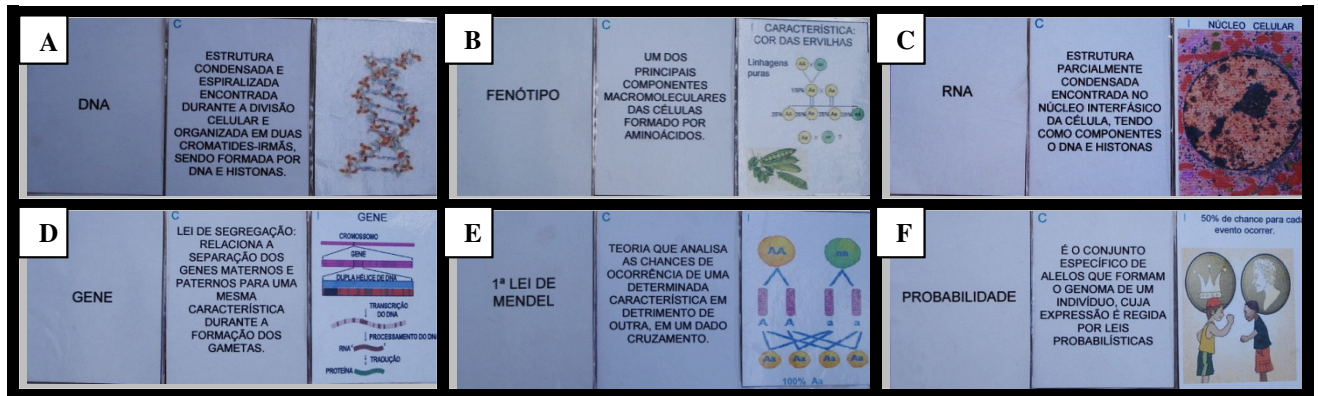 A
DNA
C
ESTRUTURA
CONDENSADA E
ESPIRALIZADA
ENCONTRADA
DURANTE A DIVISÃO
CELULAR E
ORGANIZADA EM DUAS
CROMATIDES-IRMÃS,
SENDO FORMADA POR
DNA E HISTONAS.
B
FENÓTIPO
C
UM DOS
PRINCIPAIS
COMPONENTES
MACROMOLECULARES
DAS CÉLULAS
FORMADO POR
AMINOÁCIDOS.
I CARACTERÍSTICA:
COR DAS ERVILHAS
Linhagens
puras
C
RNA
C
ESTRUTURA
PARCIALMENTE
CONDENSADA
ENCONTRADA NO
NÚCLEO INTERFÁSICO
DA CÉLULA, TENDO
COMO COMPONENTES
O DNA E HISTONAS
I NÚCLEO CELULAR
D
GENE
C
LEI DE SEGREGAÇÃO:
RELACIONA A
SEPARAÇÃO DOS
GENES MATERNOS E
PATERNOS PARA UMA
MESMA
CARACTERÍSTICA
DURANTE A
FORMAÇÃO DOS
GAMETAS.
I GENE
CROMOSSOMO
GENE
DUPLA HÉLICE DE DNA
TRANSCRIÇÃO
DO DNA
PROCESSAMENTO DO DNA
RNA
TRADUÇÃO
PROTEÍNA
E
1ª LEI DE
MENDEL
C
TEORIA QUE ANALISA
AS CHANCES DE
OCORRÊNCIA DE UMA
DETERMINADA
CARACTERÍSTICA EM
DETRIMENTO DE
OUTRA, EM UM DADO
CRUZAMENTO.
I
AA aa
A A a a
Aa Aa Aa Aa
100% Aa
F
PROBABILIDADE
C
É O CONJUNTO
ESPECÍFICO DE
ALELOS QUE FORMAM
O GENOMA DE UM
INDIVÍDUO, CUJA
EXPRESSÃO É REGIDA
POR LEIS
PROBABILÍSTICAS
I 50% de chance para cada
evento ocorrer.